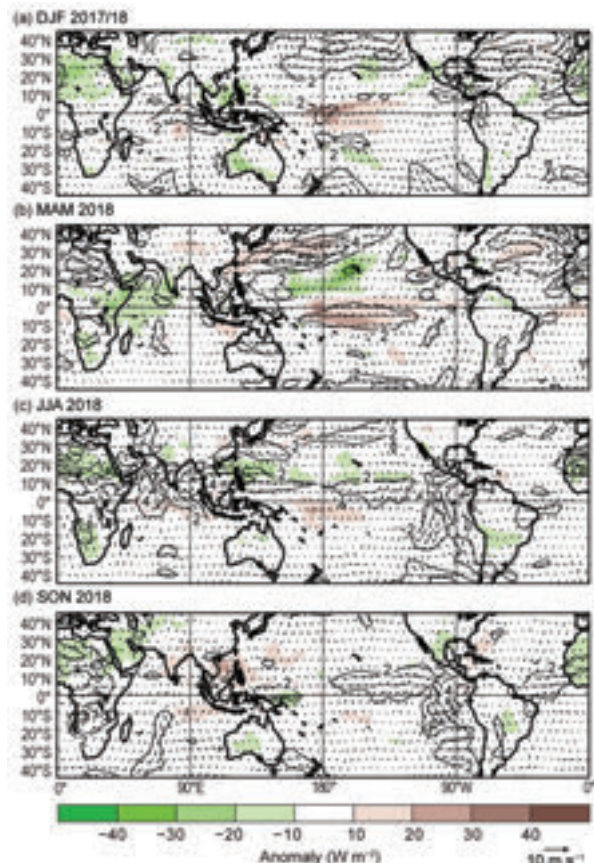 (a) DJF 2017/18
40°N
30°N
20°N
10°N
0°
10°S
20°S
30°S
40°S
(b) MAM 2018
40°N
30°N
20°N
10°N
0°
10°S
20°S
30°S
40°S
(c) JJA 2018
40°N
30°N
20°N
10°N
0°
10°S
20°S
30°S
40°S
(d) SON 2018
40°N
30°N
20°N
10°N
0°
10°S
20°S
30°S
40°S
0° 90°E 180° 90°W 0°
−40 −30 −20 −10 10 20 30 40
Anomaly (W m⁻²) 10 m s⁻¹